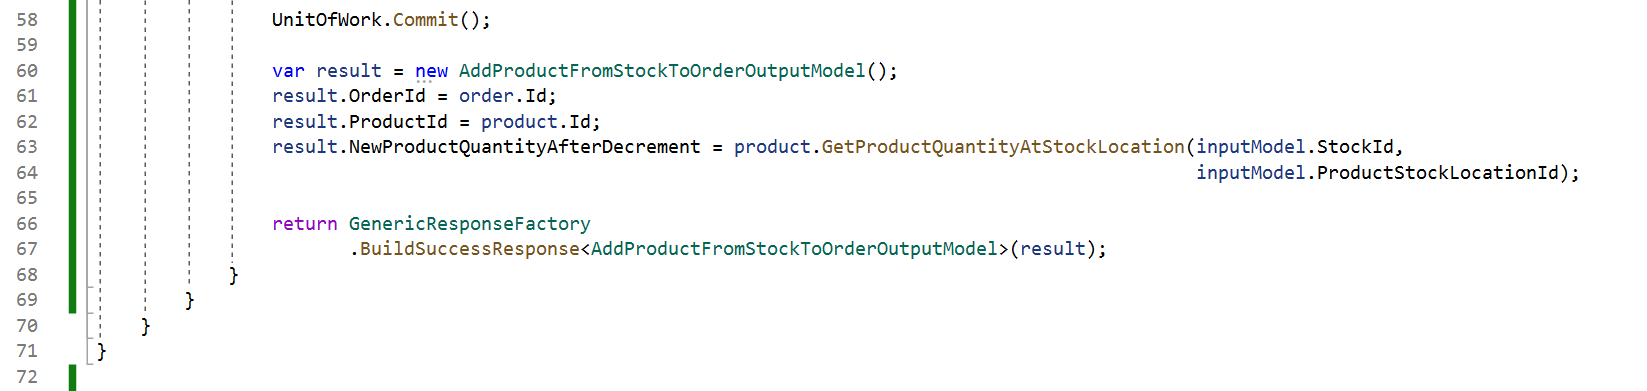 58 UnitOfWork.Commit();
59
60 var result = new AddProductFromStockToOrderOutputModel();
61 result.OrderId = order.Id;
62 result.ProductId = product.Id;
63 result.NewProductQuantityAfterDecrement = product.GetProductQuantityAtStockLocation(inputModel.StockId,
64 inputModel.ProductStockLocationId);
65
66 return GenericResponseFactory
67 .BuildSuccessResponse<AddProductFromStockToOrderOutputModel>(result);
68 }
69 }
70 }
71 }
72